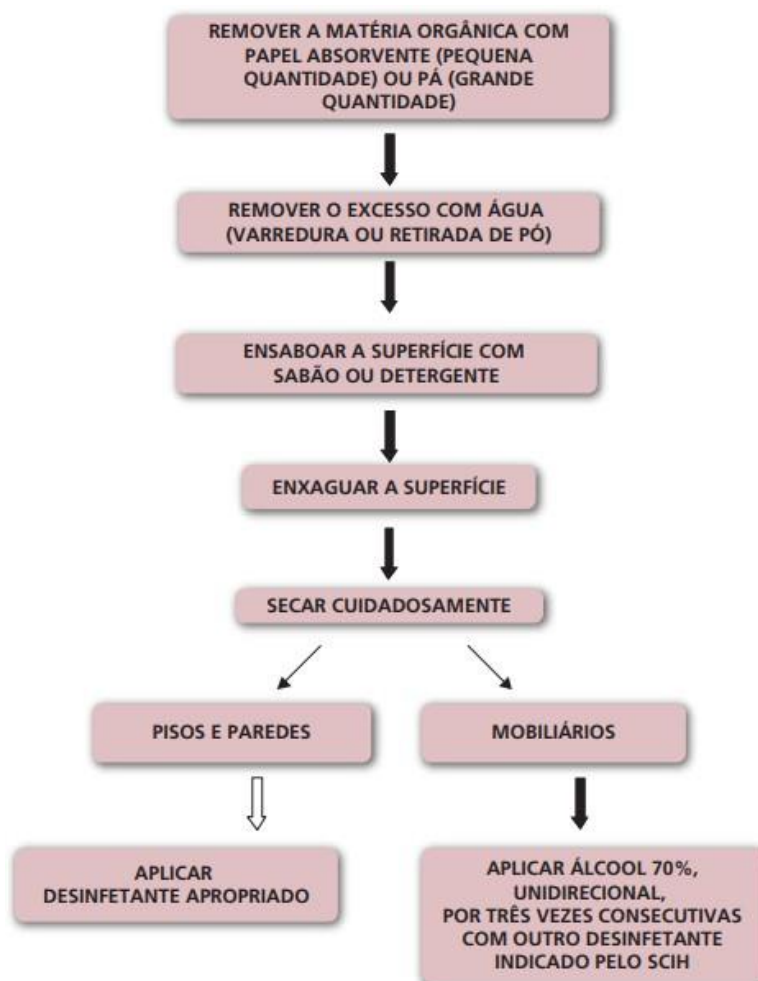 REMOVER A MATÉRIA ORGÂNICA COM
PAPEL ABSORVENTE (PEQUENA
QUANTIDADE) OU PÁ (GRANDE
QUANTIDADE)
REMOVER O EXCESSO COM ÁGUA
(VARREDURA OU RETIRADA DE PÓ)
ENSABOAR A SUPERFÍCIE COM
SABÃO OU DETERGENTE
ENXAGUAR A SUPERFÍCIE
SECAR CUIDADOSAMENTE
PISOS E PAREDES
MOBILIÁRIOS
APLICAR
DESINFETANTE APROPRIADO
APLICAR ÁLCOOL 70%,
UNIDIRECIONAL,
POR TRÊS VEZES CONSECUTIVAS
COM OUTRO DESINFETANTE
INDICADO PELO SCIH